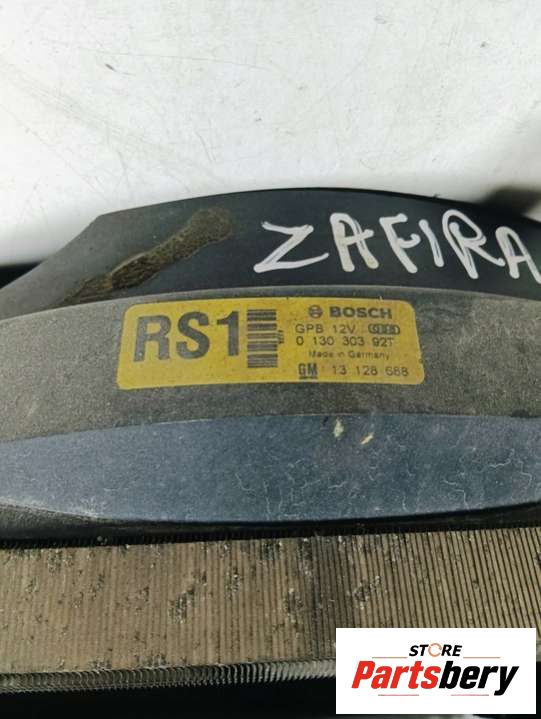 ZAFIRA
RS1
BOSCH
GPB 12V
0 130 303 92T
Made in Germany
GM 13 128 688
STORE
Partsbery